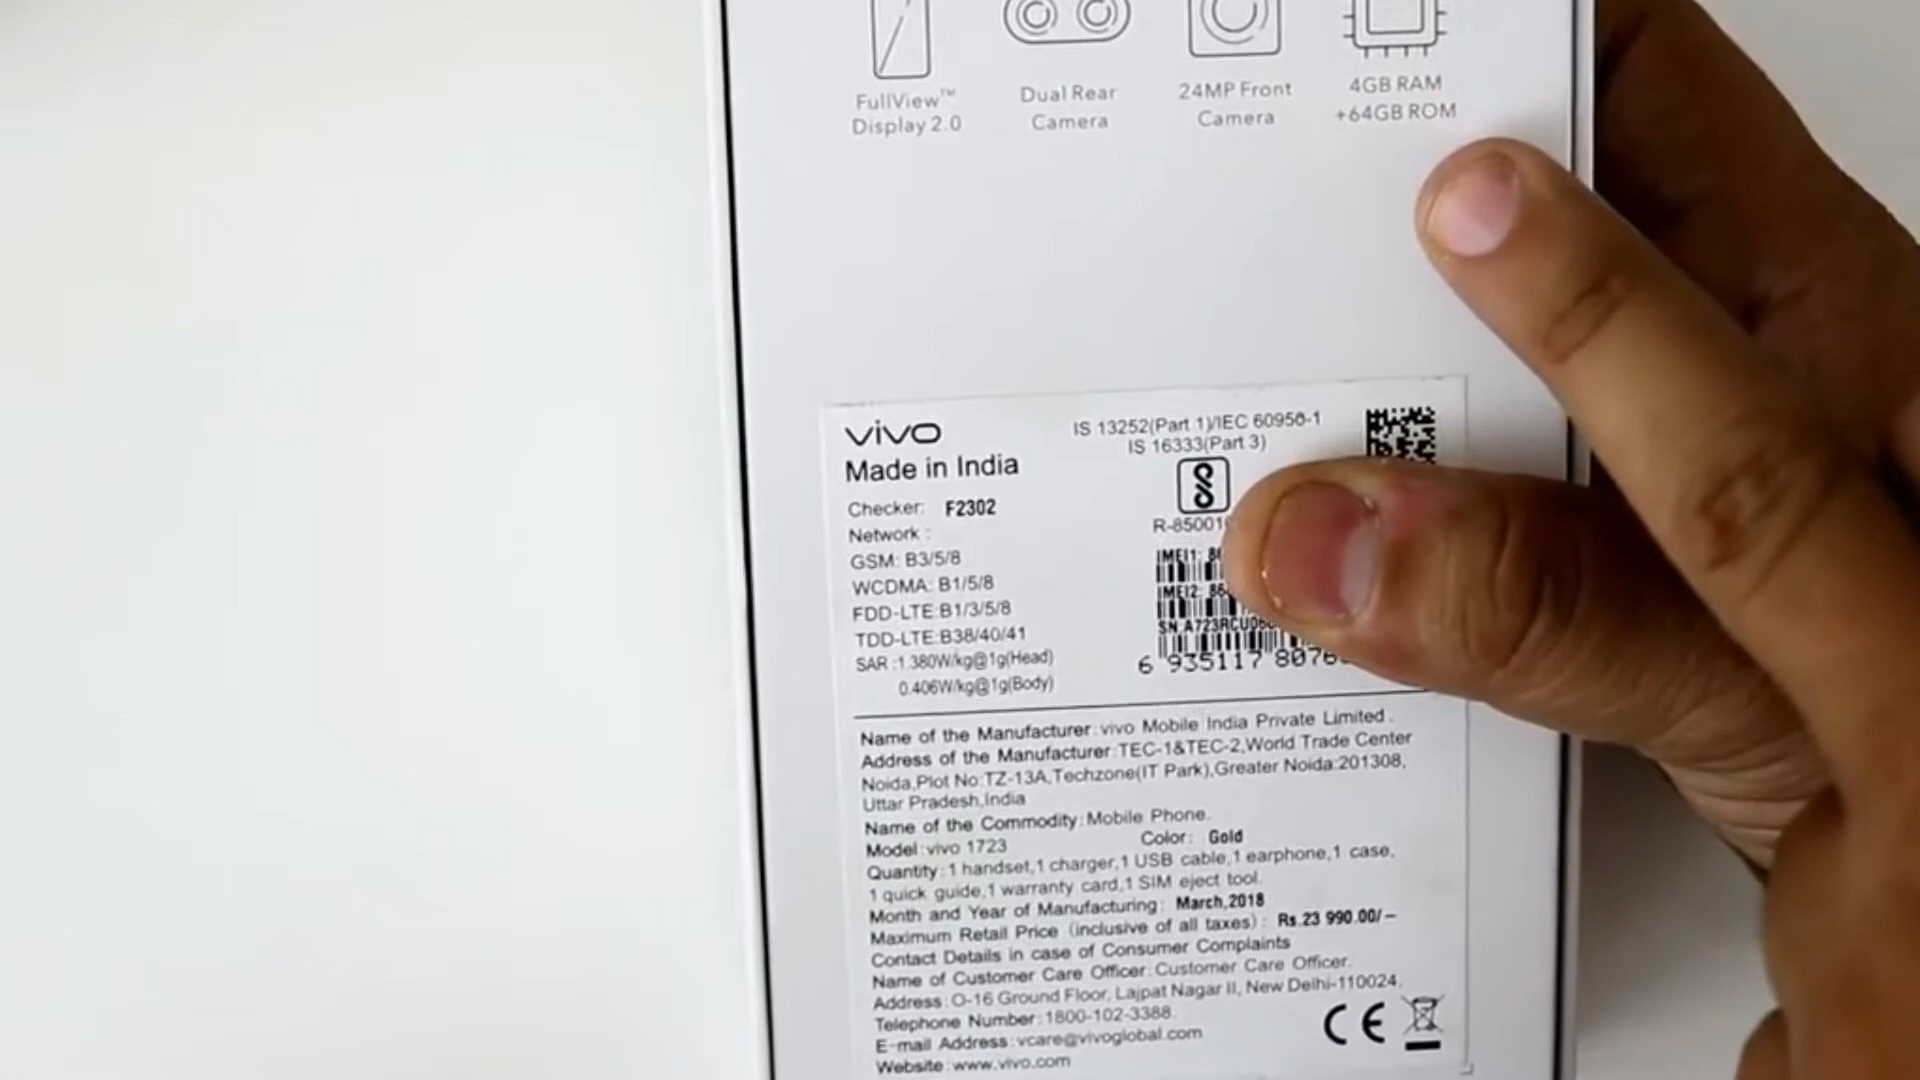 FullView™
Display 2.0
Dual Rear
Camera
24MP Front
Camera
4GB RAM
+64GB ROM
vivo
Made in India
Checker: F2302
Network :
GSM: B3/5/8
WCDMA: B1/5/8
FDD-LTE:B1/3/5/8
TDD-LTE:B38/40/41
SAR :1.380W/kg@1g(Head)
0.406W/kg@1g(Body)
IS 13252(Part 1)/IEC 60950-1
IS 16333(Part 3)
R-85001
IMEI1: 8
IMEI2: 86
SN A723RCU06
6 935117 8076
Name of the Manufacturer:vivo Mobile India Private Limited.
Address of the Manufacturer:TEC-1&TEC-2,World Trade Center
Noida,Plot No:TZ-13A,Techzone(IT Park),Greater Noida:201308,
Uttar Pradesh,India
Name of the Commodity:Mobile Phone.
Model:vivo 1723 Color: Gold
Quantity:1 handset,1 charger,1 USB cable,1 earphone,1 case,
1 quick guide,1 warranty card,1 SIM eject tool.
Month and Year of Manufacturing: March,2018
Maximum Retail Price (inclusive of all taxes): Rs.23 990.00/-
Contact Details in case of Consumer Complaints
Name of Customer Care Officer:Customer Care Officer.
Address:O-16 Ground Floor, Lajpat Nagar II, New Delhi-110024.
Telephone Number:1800-102-3388.
E-mail Address:vcare@vivoglobal.com
Website:www.vivo.com
CE